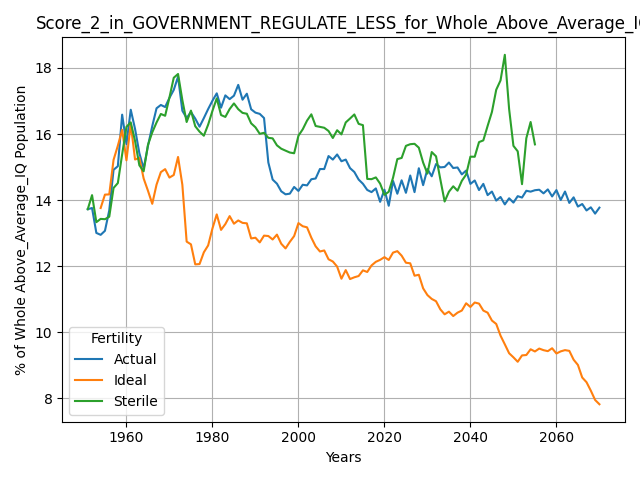 Score_2_in_GOVERNMENT_REGULATE_LESS_for_Whole_Above_Average_IQ
18
16
14
12
10
8
% of Whole Above_Average_IQ Population
Fertility
Actual
Ideal
Sterile
1960
1980
2000
2020
2040
2060
Years